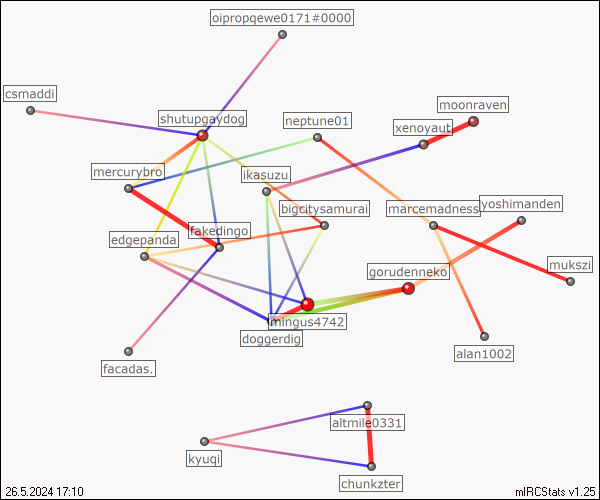 oipropqewe0171#0000
csmaddi
moonraven
shutupgaydog
neptune01
xenoyaut
mercurybro
ikasuzu
bigcitysamurai
marcemadness
yoshimanden
fakedingo
edgepanda
gorudenneko
mukszi
mingus4742
doggerdig
alan1002
facadas.
altmile0331
kyuqi
chunkzter
26.5.2024 17:10
mIRCStats v1.25